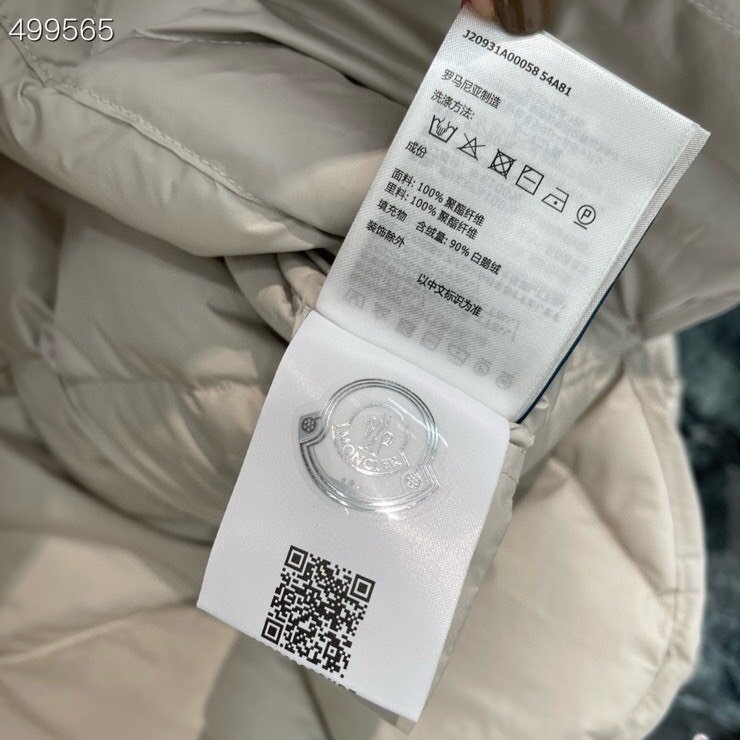 499565
J20931A00058 54A81
罗马尼亚制造
洗涤方法:
成份
面料: 100% 聚酯纤维
里料: 100% 聚酯纤维
填充物 含绒量: 90% 白鹅绒
装饰除外
以中文标识为准
MONCLER